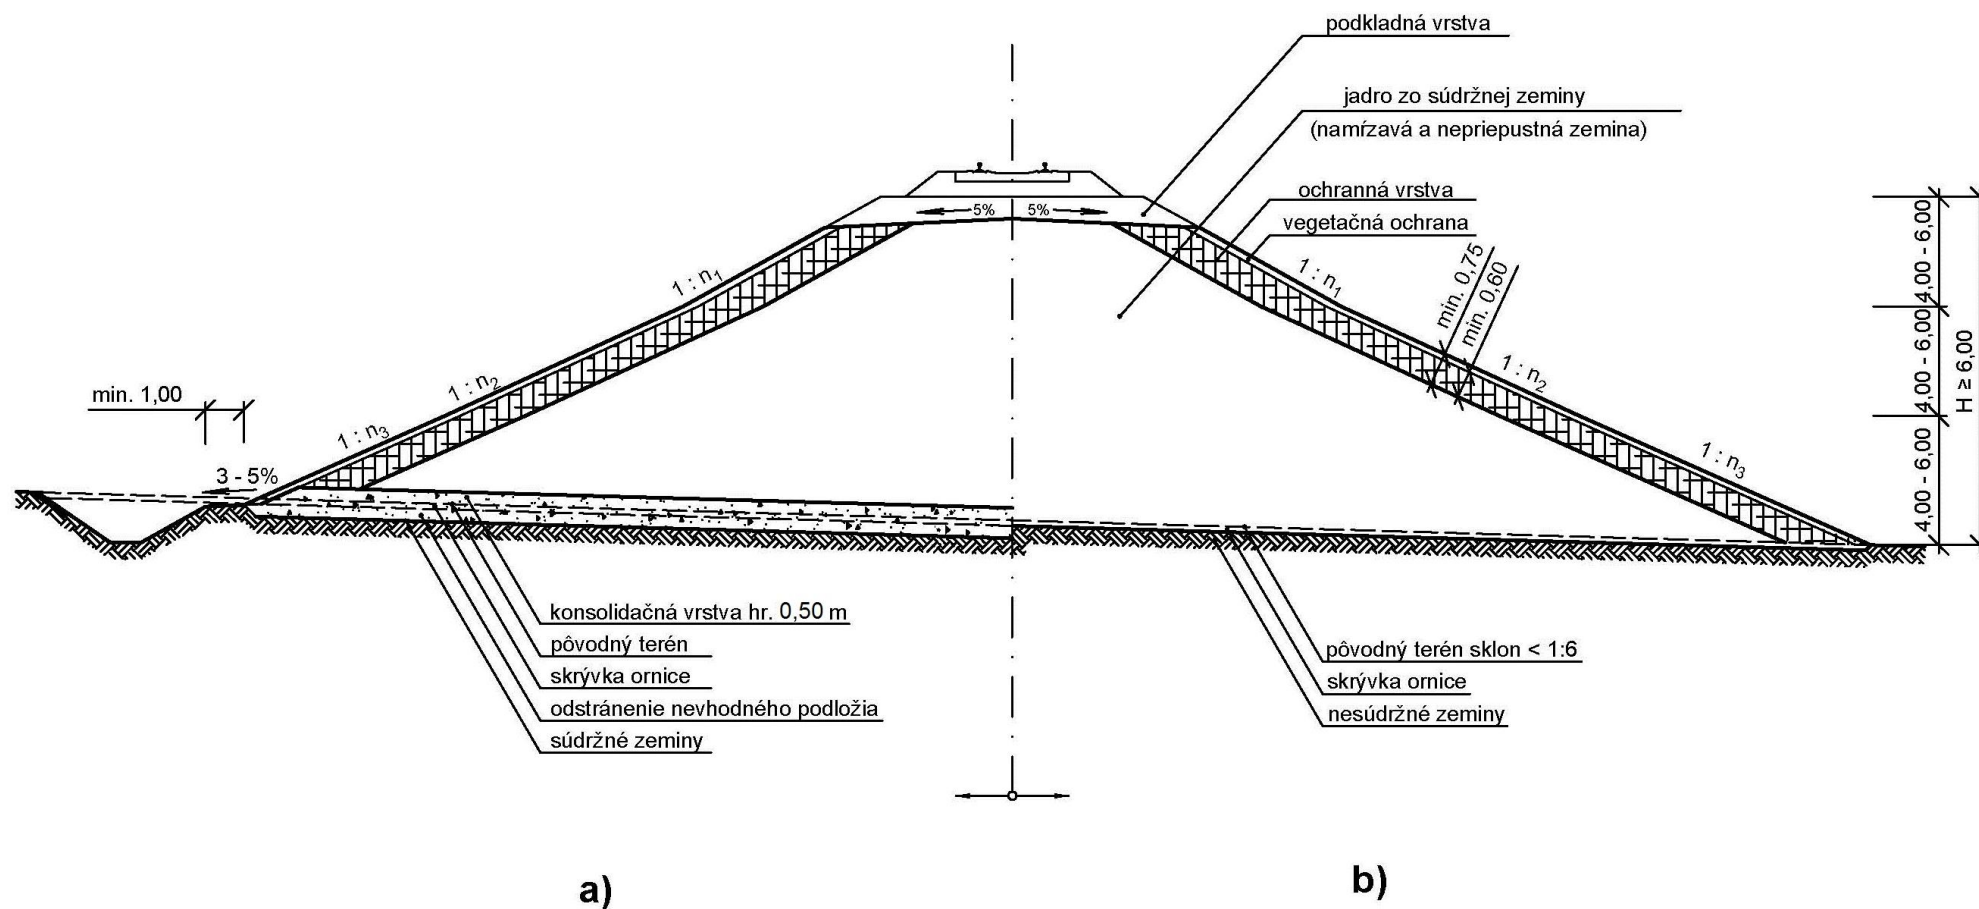 podkladná vrstva
jadro zo súdržnej zeminy
(namŕzavá a nepriepustná zemina)
ochranná vrstva
vegetačná ochrana
5%
5%
1 : n1
1 : n2
1 : n3
1 : n1
min. 0,75
min. 0,60
1 : n2
1 : n3
4,00 - 6,00
4,00 - 6,00
4,00 - 6,00
H ≥ 6,00
min. 1,00
3 - 5%
konsolidačná vrstva hr. 0,50 m
pôvodný terén
skrývka ornice
odstránenie nevhodného podložia
súdržné zeminy
pôvodný terén sklon < 1:6
skrývka ornice
nesúdržné zeminy
a)
b)